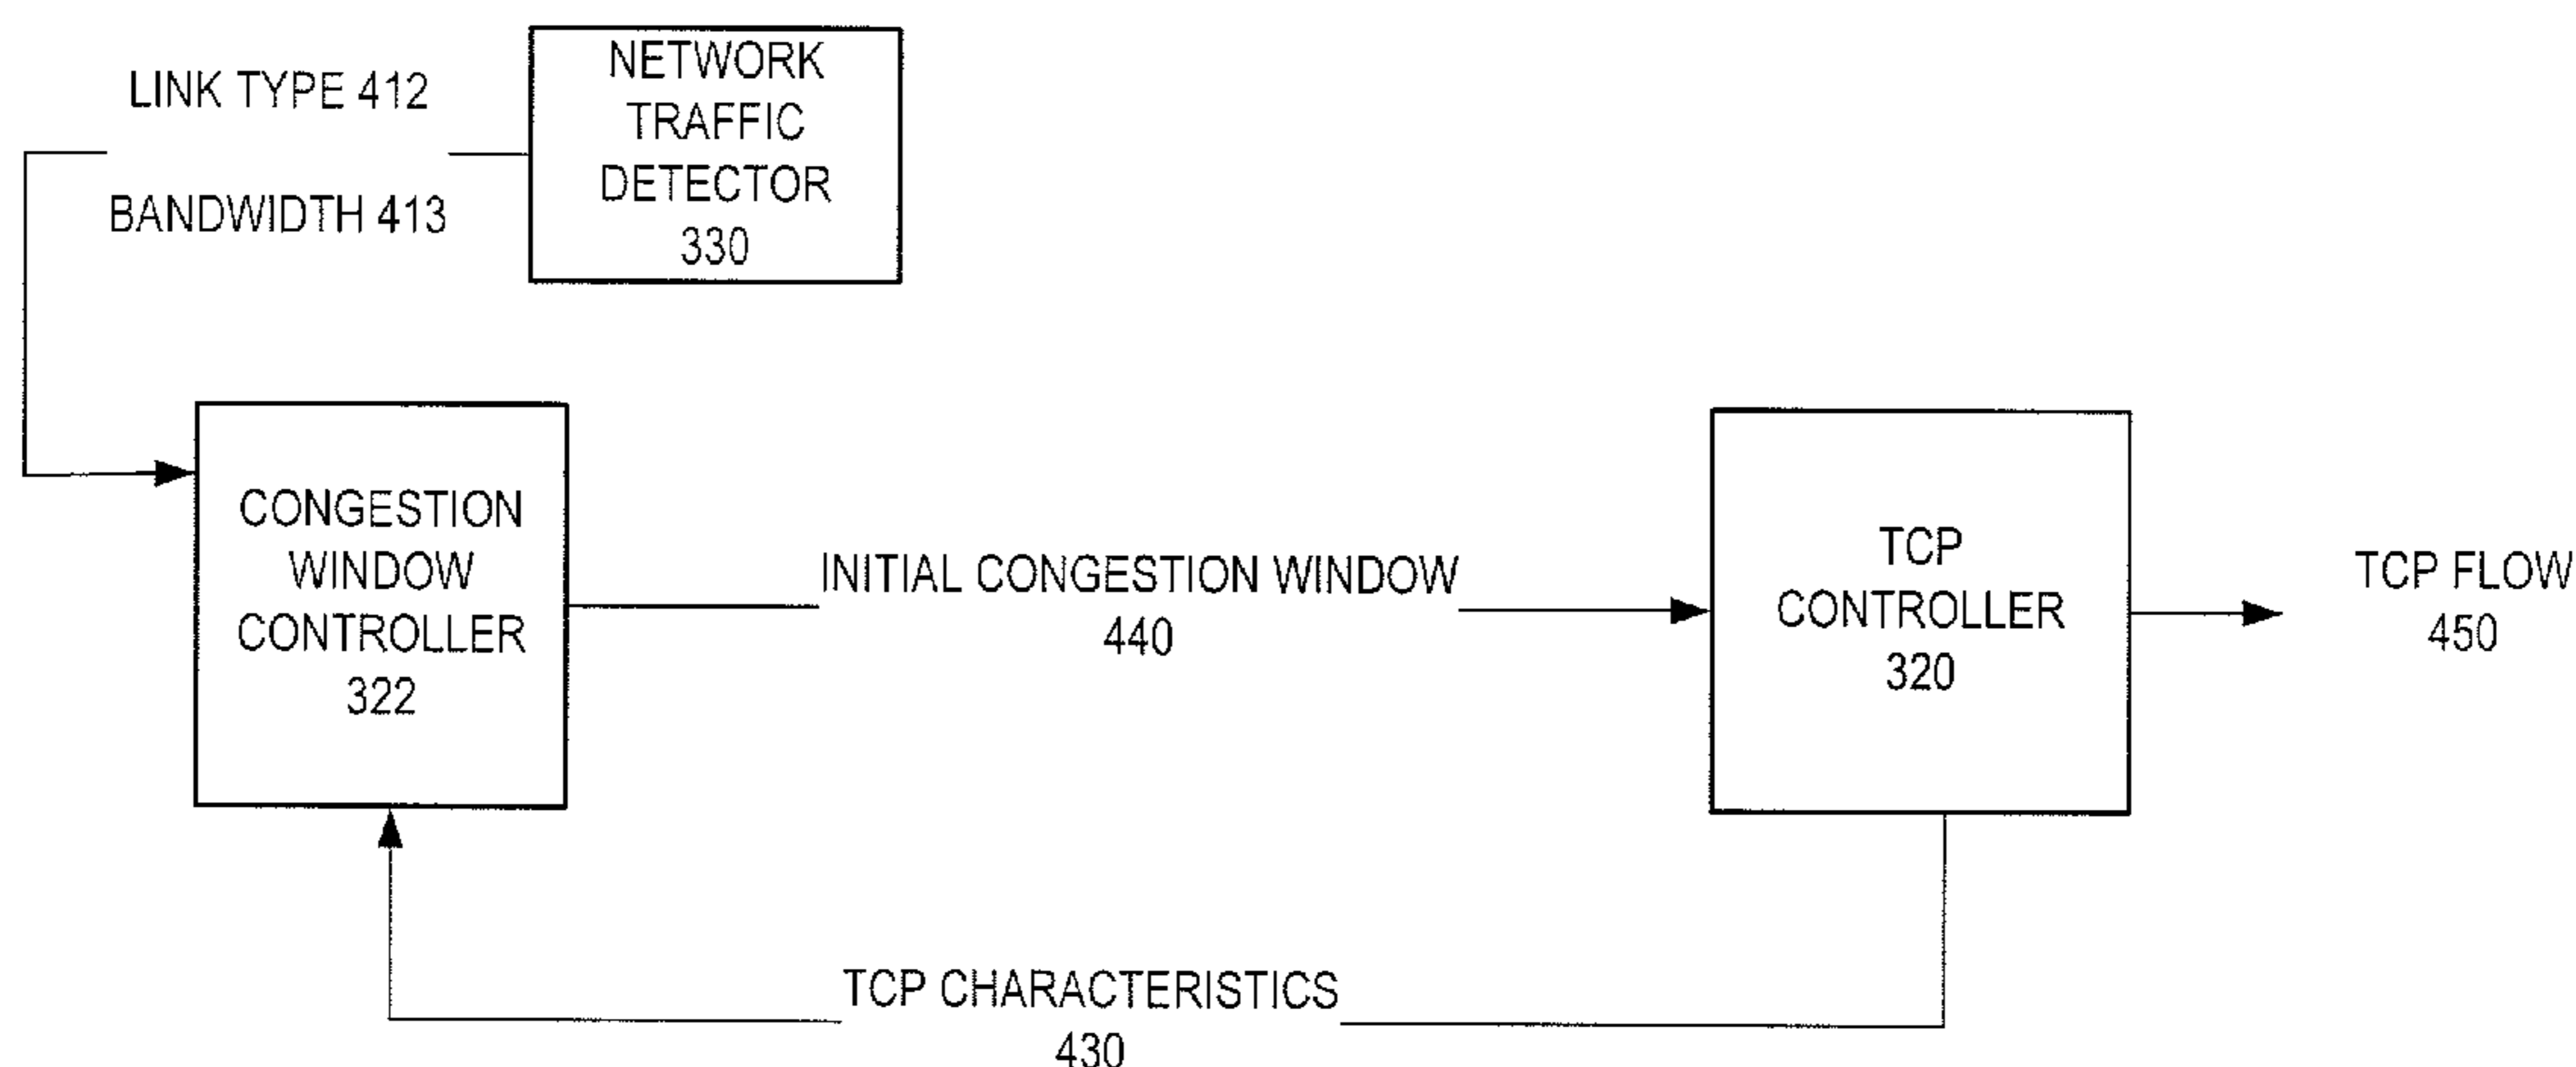 NETWORK
TRAFFIC
DETECTOR
330
LINK TYPE 412
BANDWIDTH 413
CONGESTION
WINDOW
CONTROLLER
322
INITIAL CONGESTION WINDOW
440
TCP
CONTROLLER
320
TCP FLOW
450
TCP CHARACTERISTICS
430